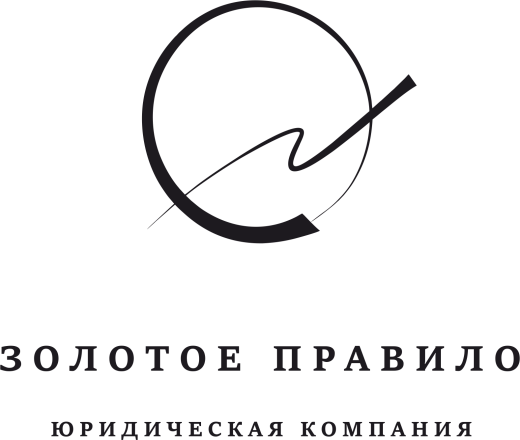 ЗОЛОТОЕ ПРАВИЛО
ЮРИДИЧЕСКАЯ КОМПАНИЯ